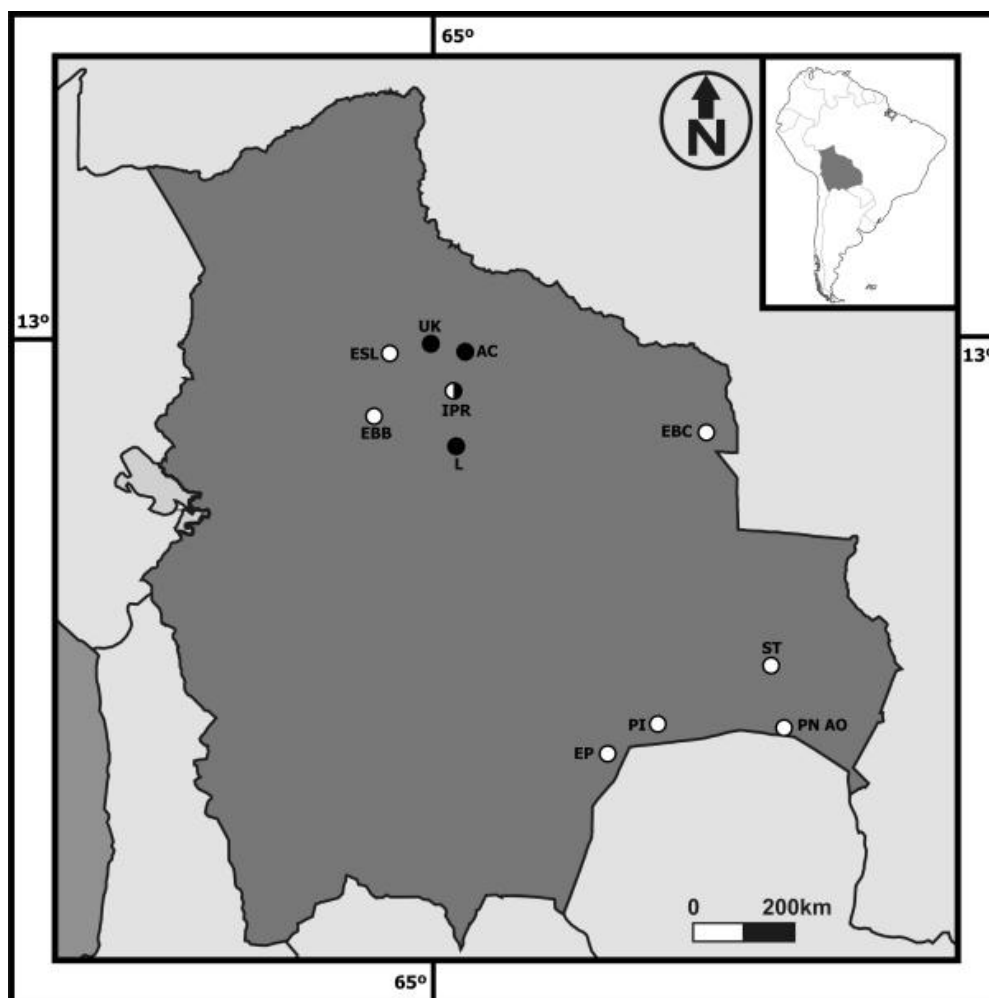 65º
N
13º
13º
UK
ESL
AC
IPR
EBB
EBC
L
ST
PI
PN AO
EP
0 200km
65º